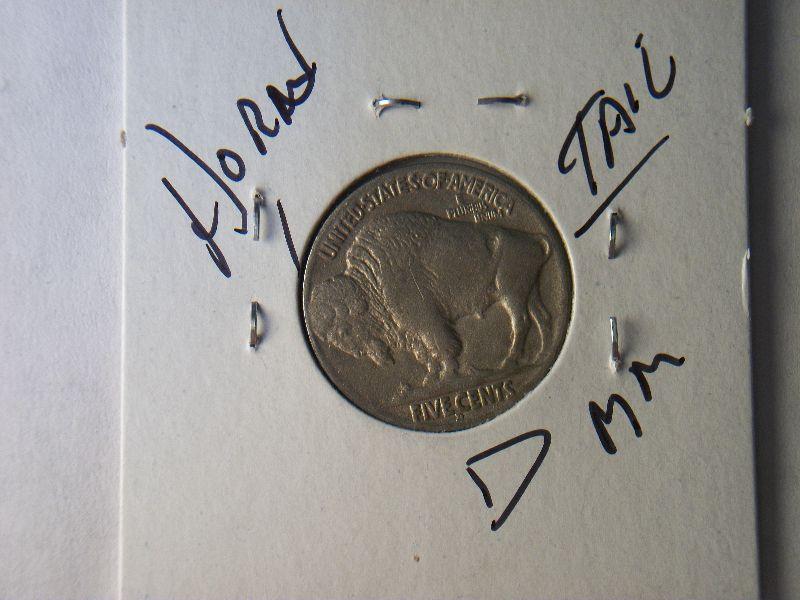 HORN
TAIL
UNITED STATES OF AMERICA
E
PLURIBUS
UNUM
FIVE CENTS
D
D MM